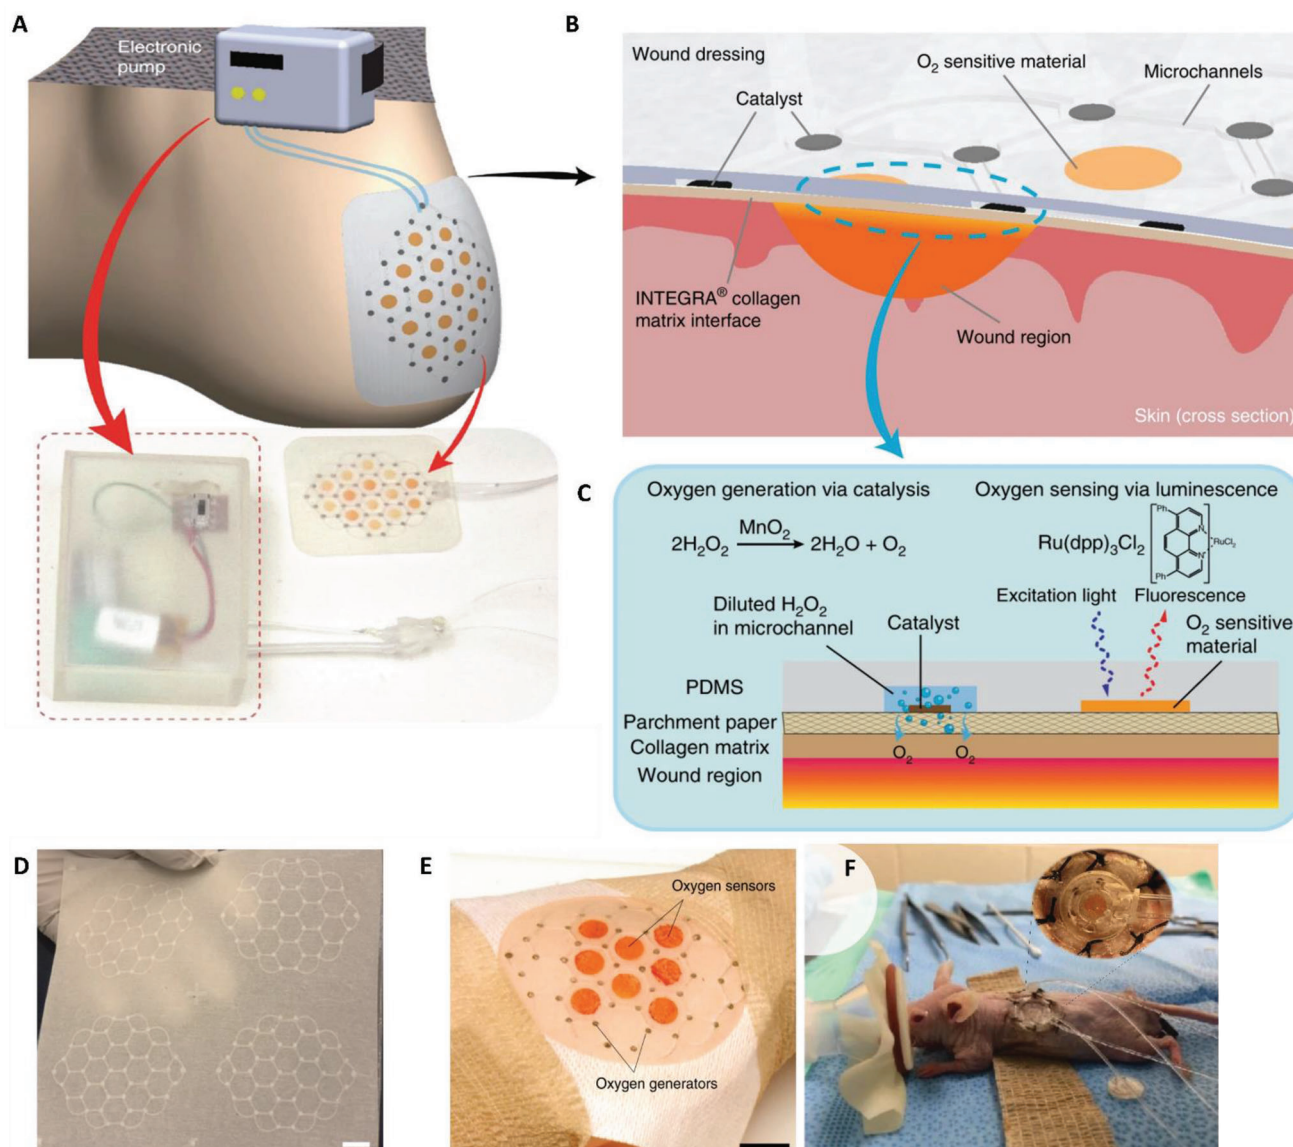 A
Electronic
pump
B
Wound dressing
O₂ sensitive material
Microchannels
Catalyst
INTEGRA® collagen
matrix interface
Wound region
Skin (cross section)
C
Oxygen generation via catalysis
2H₂O₂ MnO₂ 2H₂O + O₂
Oxygen sensing via luminescence
Ru(dpp)₃Cl₂
Ph
N
N
Ph
RuCl₂
Diluted H₂O₂
in microchannel
Catalyst
Excitation light
Fluorescence
O₂ sensitive
material
PDMS
Parchment paper
Collagen matrix
Wound region
O₂
O₂
D
E
Oxygen sensors
Oxygen generators
F